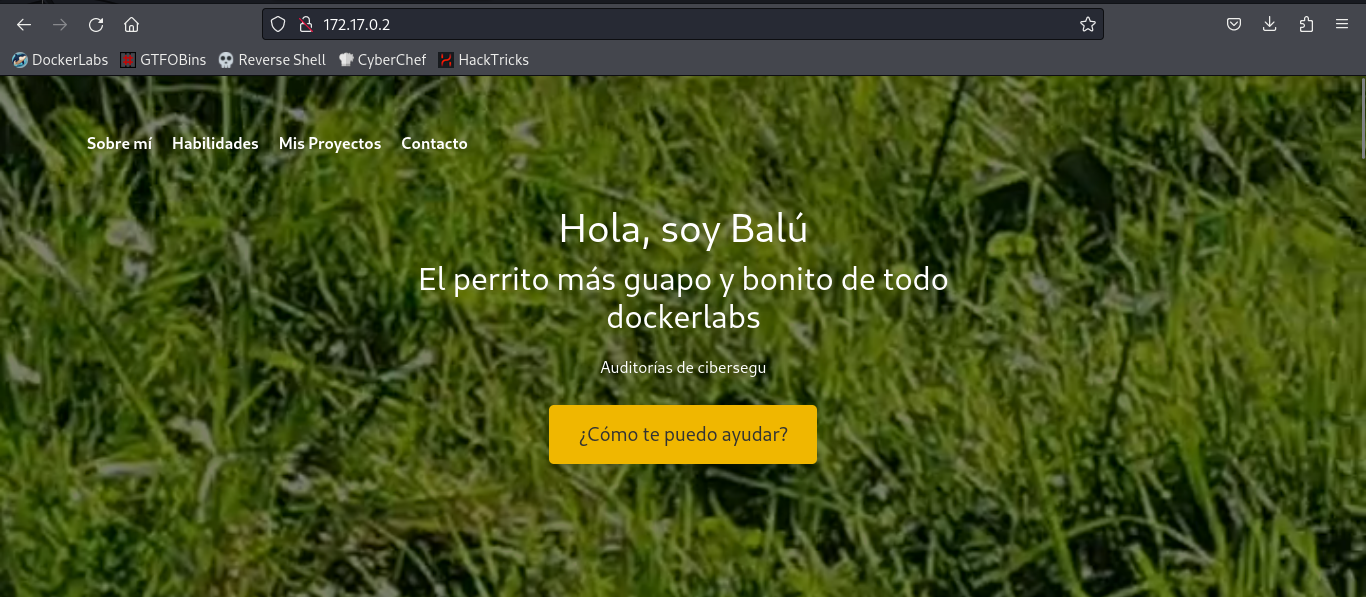 172.17.0.2
DockerLabs GTFOBins Reverse Shell CyberChef HackTricks
Sobre mí Habilidades Mis Proyectos Contacto
Hola, soy Balú
El perrito más guapo y bonito de todo
dockerlabs
Auditorías de cibersegu
¿Cómo te puedo ayudar?